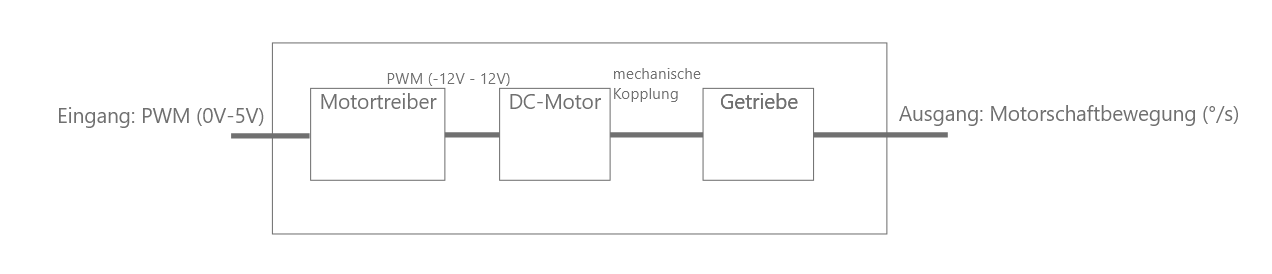 PWM (-12V - 12V)
mechanische
Kopplung
Motortreiber
DC-Motor
Getriebe
Eingang: PWM (0V-5V)
Ausgang: Motorschaftbewegung (°/s)